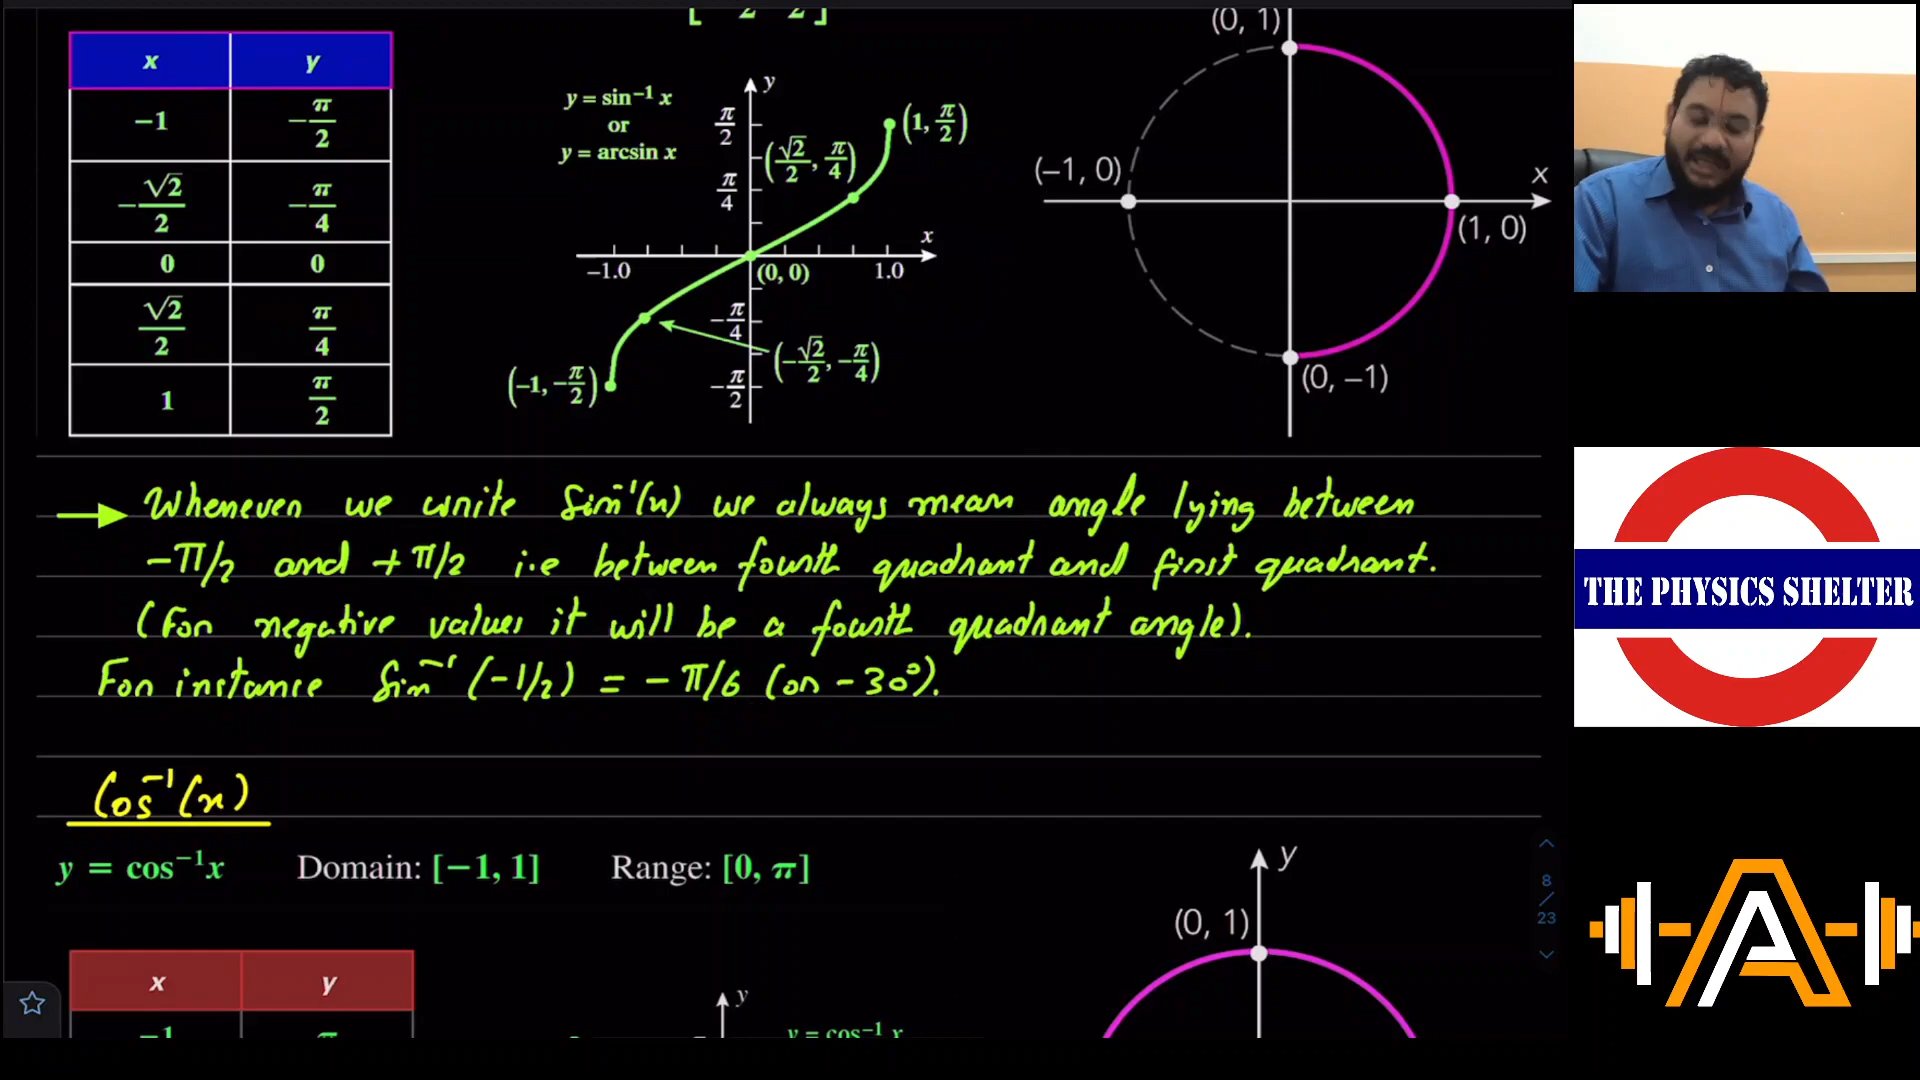 x y
-1 -π/2
-√2/2 -π/4
0 0
√2/2 π/4
1 π/2
y = sin⁻¹ x
or
y = arcsin x
y
π/2
π/4
-π/4
-π/2
(1, π/2)
(√2/2, π/4)
x
-1.0
(0, 0)
1.0
(-√2/2, -π/4)
(-1, -π/2)
(0, 1)
(-1, 0)
x
(1, 0)
(0, -1)
Whenever we write Sin⁻¹(x) we always mean angle lying between
-π/2 and +π/2 i.e between fourth quadrant and first quadrant.
(For negative values it will be a fourth quadrant angle).
For instance Sin⁻¹(-1/2) = -π/6 (or -30°).
Cos⁻¹(x)
y = cos⁻¹x Domain: [-1, 1] Range: [0, π]
x y
-1 π
y
y = cos⁻¹ x
y
(0, 1)
8
/
23
THE PHYSICS SHELTER